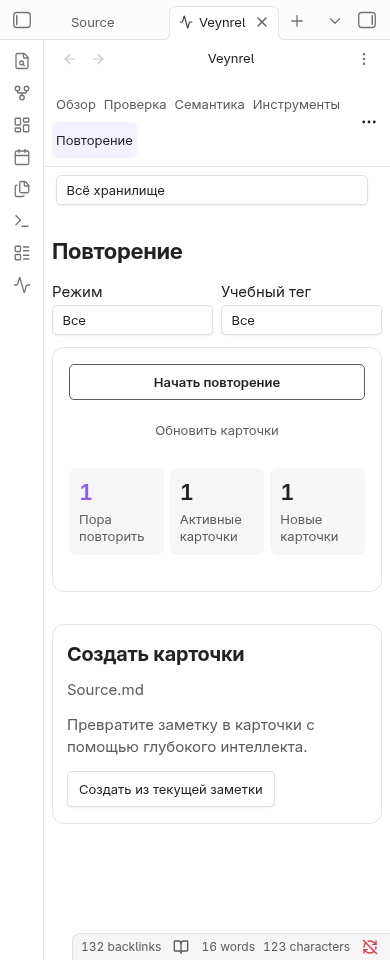 Source
Veynrel
Veynrel
Обзор Проверка Семантика Инструменты
Повторение
Всё хранилище
Повторение
Режим Учебный тег
Все Все
Начать повторение
Обновить карточки
1 1 1
Пора повторить Активные карточки Новые карточки
Создать карточки
Source.md
Превратите заметку в карточки с
помощью глубокого интеллекта.
Создать из текущей заметки
132 backlinks 16 words 123 characters